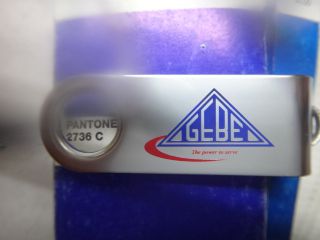 PANTONE
2736 C
GEBE
The power to serve